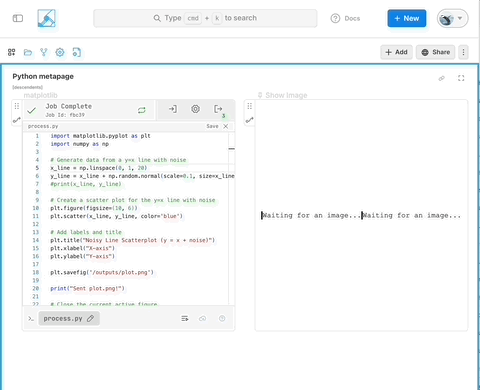 Type cmd + k to search
Docs
+ New
+ Add
Share
Python metapage
[descendents]
matplotlib
Show Image
Job Complete
Job Id: fbc39
3
process.py
Save X
1 import matplotlib.pyplot as plt
2 import numpy as np
3
4 # Generate data from a y=x line with noise
5 x_line = np.linspace(0, 1, 20)
6 y_line = x_line + np.random.normal(scale=0.1, size=x_line
7 #print(x_line, y_line)
8
9 # Create a scatter plot for the y=x line with noise
10 plt.figure(figsize=(10, 6))
11 plt.scatter(x_line, y_line, color='blue')
12
13 # Add labels and title
14 plt.title("Noisy Line Scatterplot (y = x + noise)")
15 plt.xlabel("X-axis")
16 plt.ylabel("Y-axis")
17
18 plt.savefig('/outputs/plot.png')
19
20 print("Sent plot.png!")
21
22 # Close the current active figure
process.py
Waiting for an image...Waiting for an image...